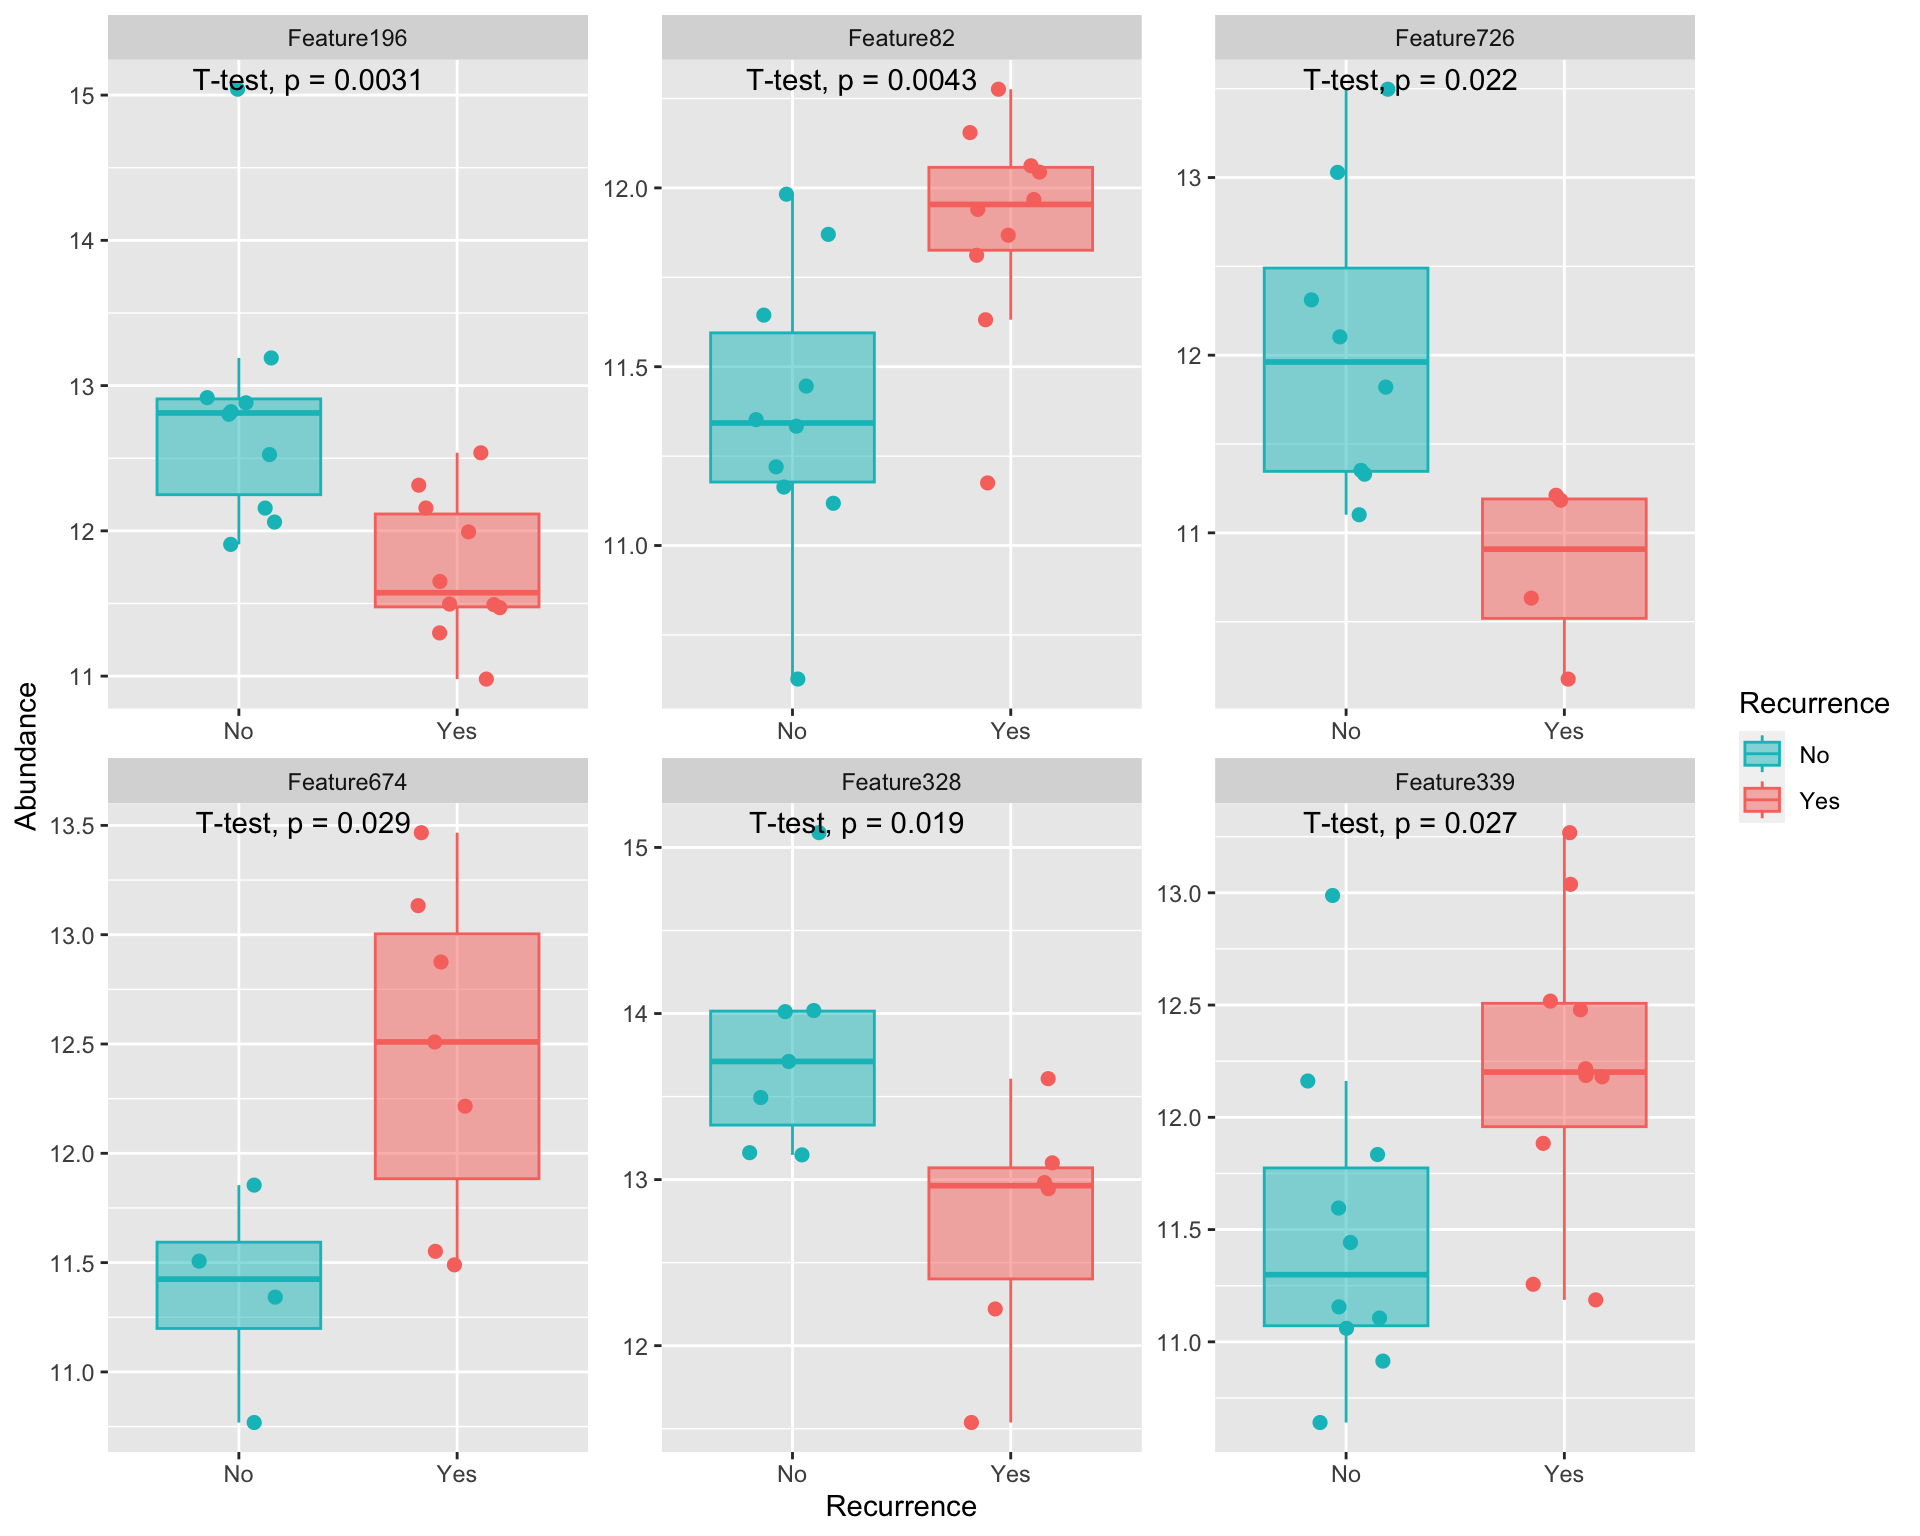 Feature196
Feature82
Feature726
T-test, p = 0.0031
T-test, p = 0.0043
T-test, p = 0.022
15
14
13
12
11
12.0
11.5
11.0
13
12
11
No
Yes
No
Yes
No
Yes
Abundance
Feature674
Feature328
Feature339
T-test, p = 0.029
T-test, p = 0.019
T-test, p = 0.027
13.5
13.0
12.5
12.0
11.5
11.0
15
14
13
12
13.0
12.5
12.0
11.5
11.0
No
Yes
No
Yes
No
Yes
Recurrence
Recurrence
No
Yes